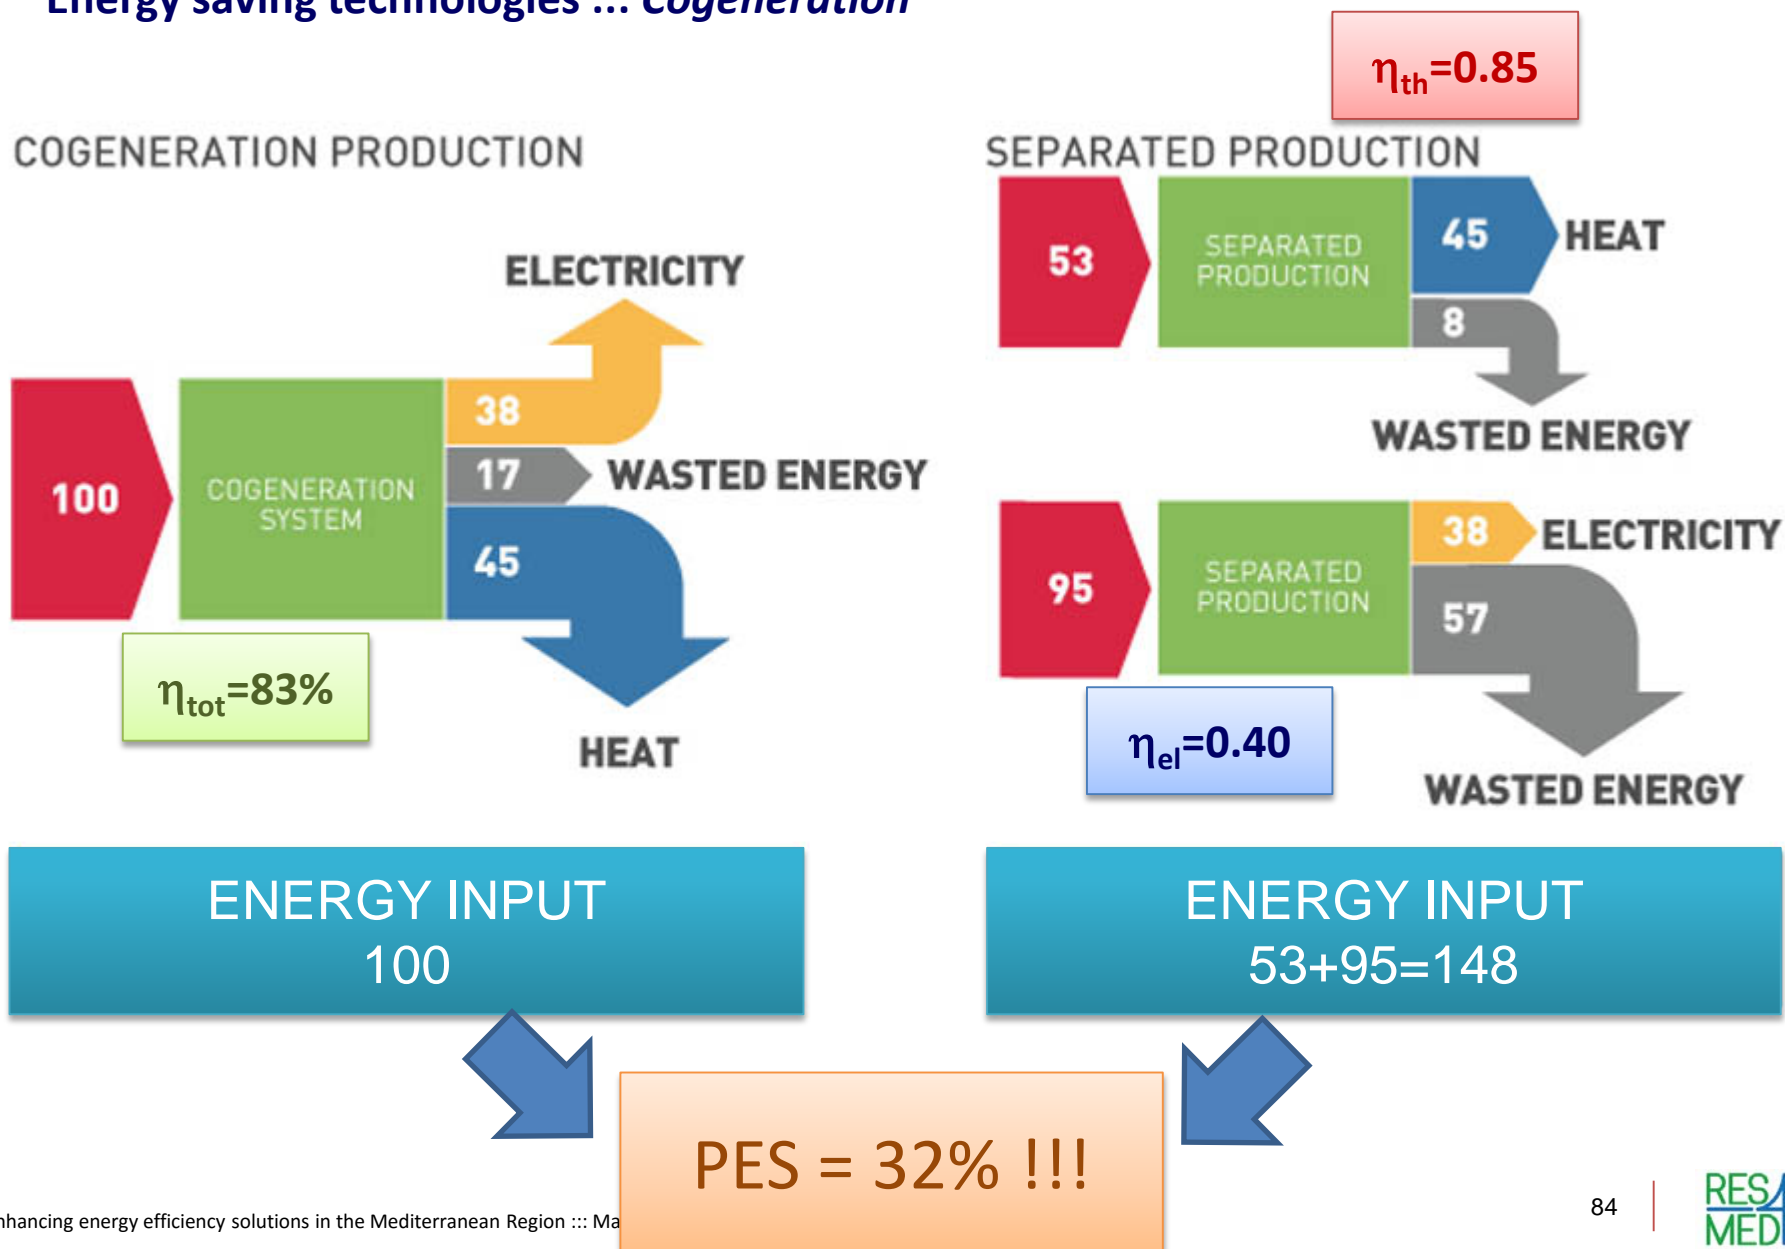 Energy saving technologies ::: Cogeneration
ηth=0.85
COGENERATION PRODUCTION
ELECTRICITY
100
COGENERATION
SYSTEM
38
17
WASTED ENERGY
45
ηtot=83%
HEAT
SEPARATED PRODUCTION
53
SEPARATED
PRODUCTION
45
HEAT
8
WASTED ENERGY
95
SEPARATED
PRODUCTION
38
ELECTRICITY
57
ηel=0.40
WASTED ENERGY
ENERGY INPUT
100
ENERGY INPUT
53+95=148
PES = 32% !!!
nhancing energy efficiency solutions in the Mediterranean Region ::: Ma
84
RES
MED